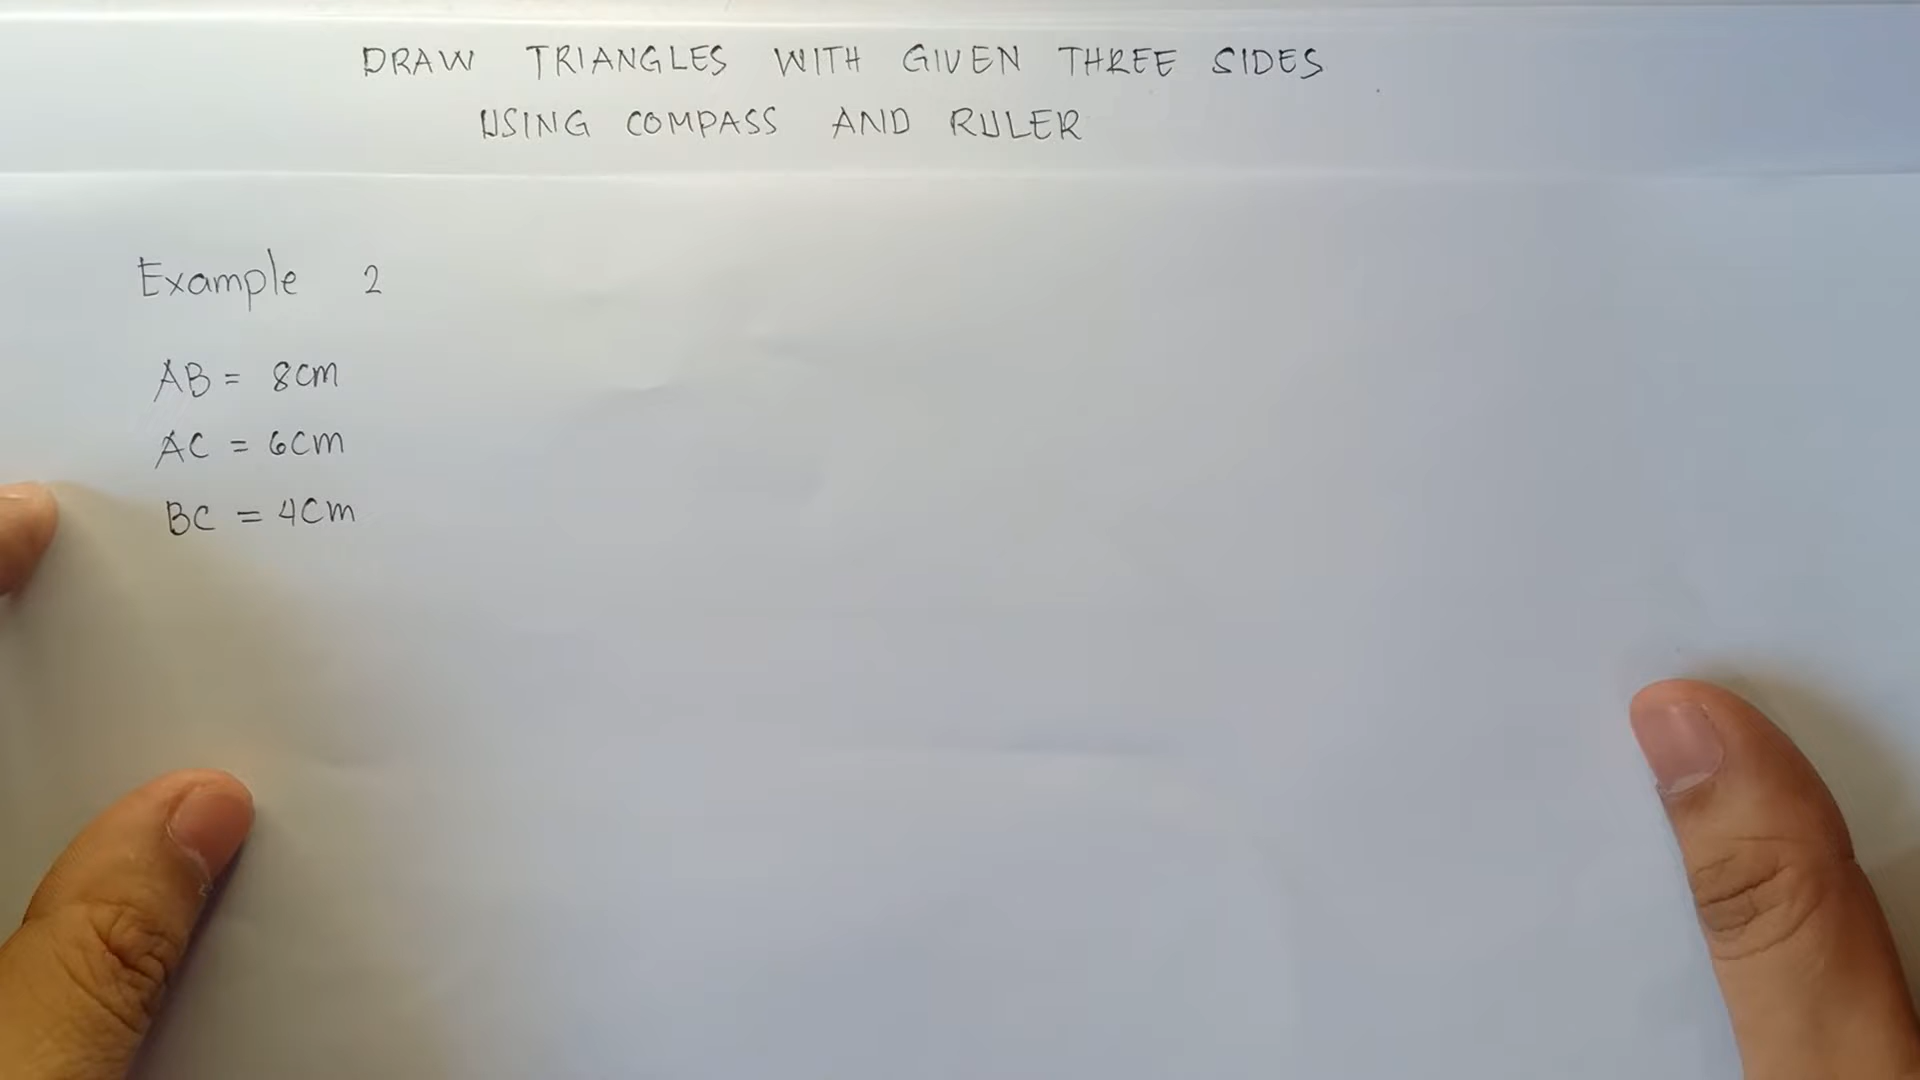 DRAW TRIANGLES WITH GIVEN THREE SIDES
USING COMPASS AND RULER
Example 2
AB = 8cm
AC = 6cm
BC = 4cm